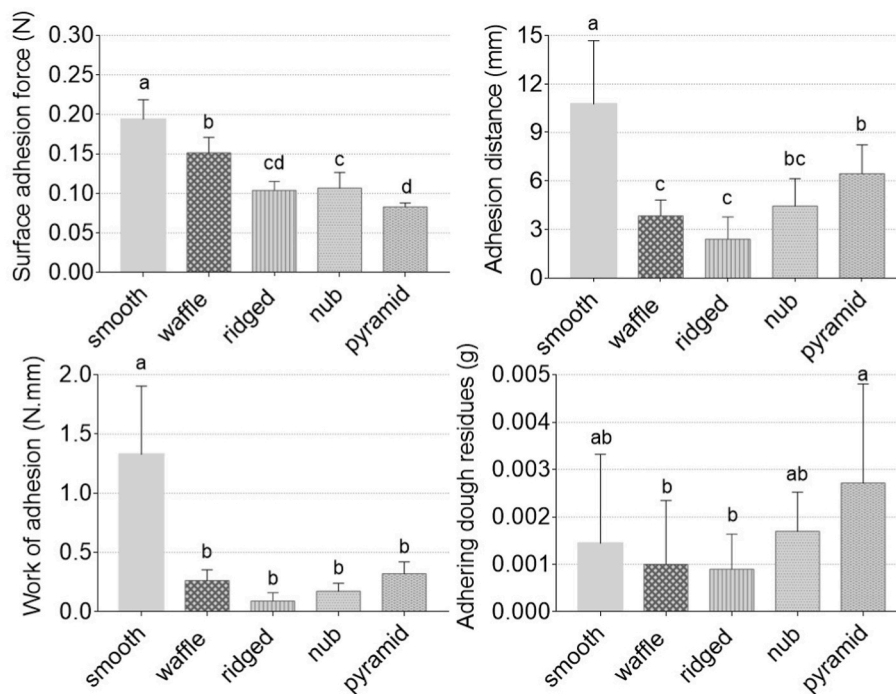 Surface adhesion force (N)
0.30
0.25
0.20
0.15
0.10
0.05
0.00
a
b
cd
c
d
smooth
waffle
ridged
nub
pyramid
Adhesion distance (mm)
15
12
9
6
3
0
a
c
c
bc
b
smooth
waffle
ridged
nub
pyramid
Work of adhesion (N.mm)
2.0
1.5
1.0
0.5
0.0
a
b
b
b
b
smooth
waffle
ridged
nub
pyramid
Adhering dough residues (g)
0.005
0.004
0.003
0.002
0.001
0.000
ab
b
b
ab
a
smooth
waffle
ridged
nub
pyramid